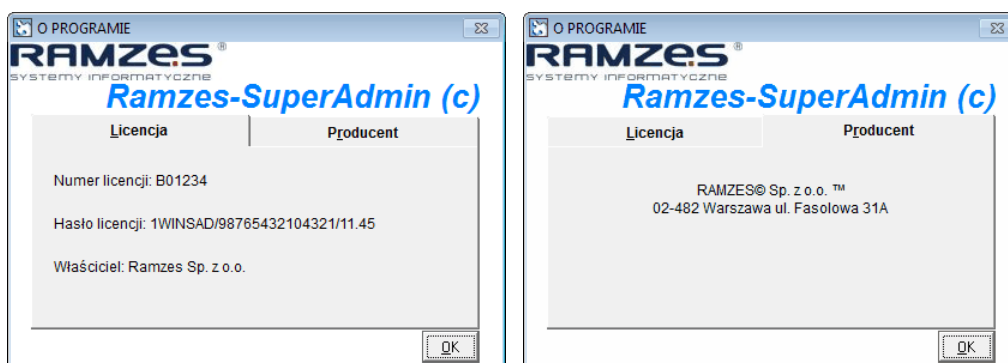 O PROGRAMIE
RAMZES®
SYSTEMY INFORMATYCZNE
Ramzes-SuperAdmin (c)
Licencja Producent
Numer licencji: B01234
Hasło licencji: 1WINSAD/98765432104321/11.45
Właściciel: Ramzes Sp. z o.o.
OK
O PROGRAMIE
RAMZES®
SYSTEMY INFORMATYCZNE
Ramzes-SuperAdmin (c)
Licencja Producent
RAMZES© Sp. z o.o. ™
02-482 Warszawa ul. Fasolowa 31A
OK